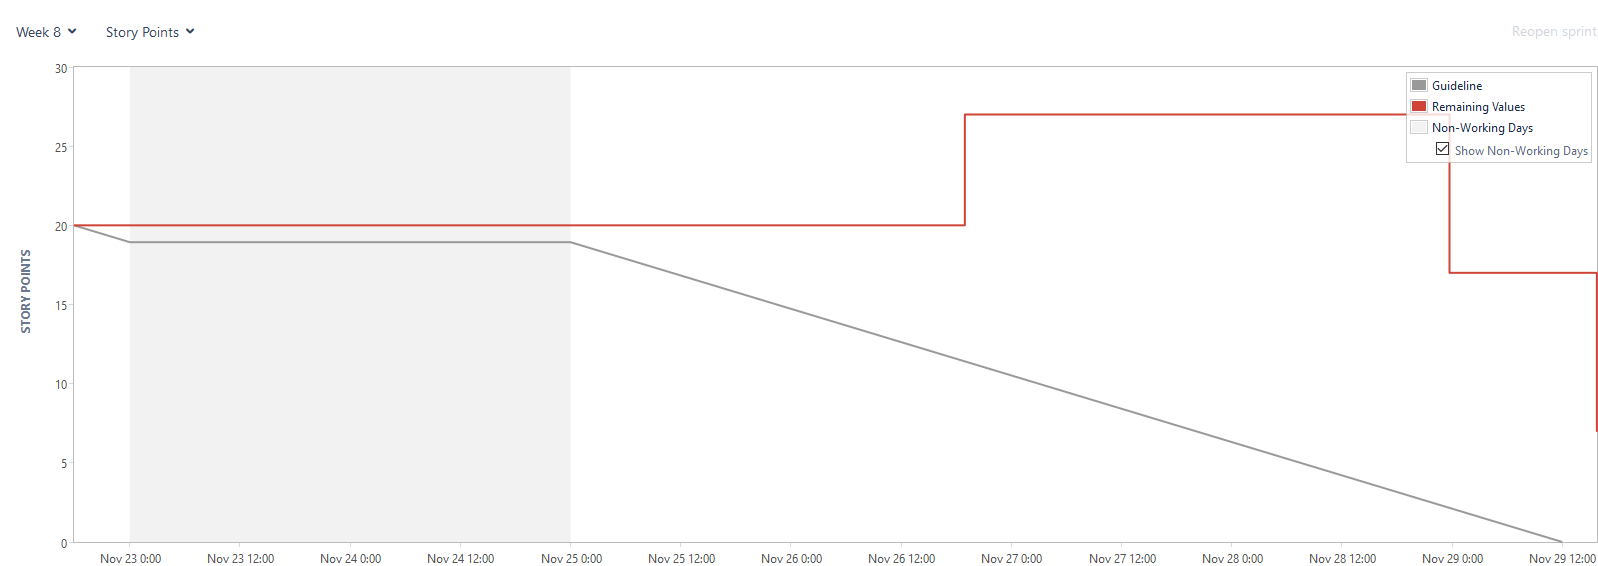 Week 8
Story Points
Reopen sprint
Guideline
Remaining Values
Non-Working Days
Show Non-Working Days
STORY POINTS
30
25
20
15
10
5
0
Nov 23 0:00
Nov 23 12:00
Nov 24 0:00
Nov 24 12:00
Nov 25 0:00
Nov 25 12:00
Nov 26 0:00
Nov 26 12:00
Nov 27 0:00
Nov 27 12:00
Nov 28 0:00
Nov 28 12:00
Nov 29 0:00
Nov 29 12:00